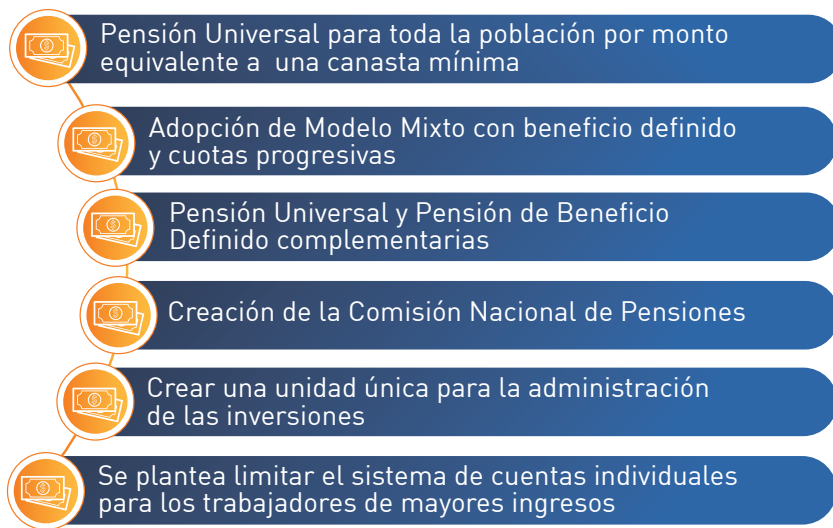 Pensión Universal para toda la población por monto
equivalente a una canasta mínima
Adopción de Modelo Mixto con beneficio definido
y cuotas progresivas
Pensión Universal y Pensión de Beneficio
Definido complementarias
Creación de la Comisión Nacional de Pensiones
Crear una unidad única para la administración
de las inversiones
Se plantea limitar el sistema de cuentas individuales
para los trabajadores de mayores ingresos